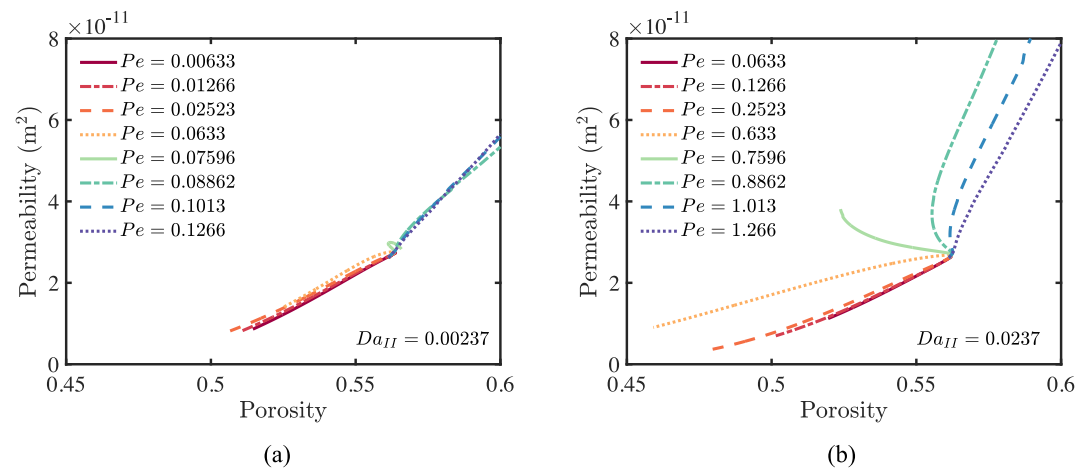 ×10⁻¹¹
8
6
4
2
0
Permeability (m²)
Pe = 0.00633
Pe = 0.01266
Pe = 0.02523
Pe = 0.0633
Pe = 0.07596
Pe = 0.08862
Pe = 0.1013
Pe = 0.1266
Da_II = 0.00237
0.45 0.5 0.55 0.6
Porosity
(a)
×10⁻¹¹
8
6
4
2
0
Permeability (m²)
Pe = 0.0633
Pe = 0.1266
Pe = 0.2523
Pe = 0.633
Pe = 0.7596
Pe = 0.8862
Pe = 1.013
Pe = 1.266
Da_II = 0.0237
0.45 0.5 0.55 0.6
Porosity
(b)